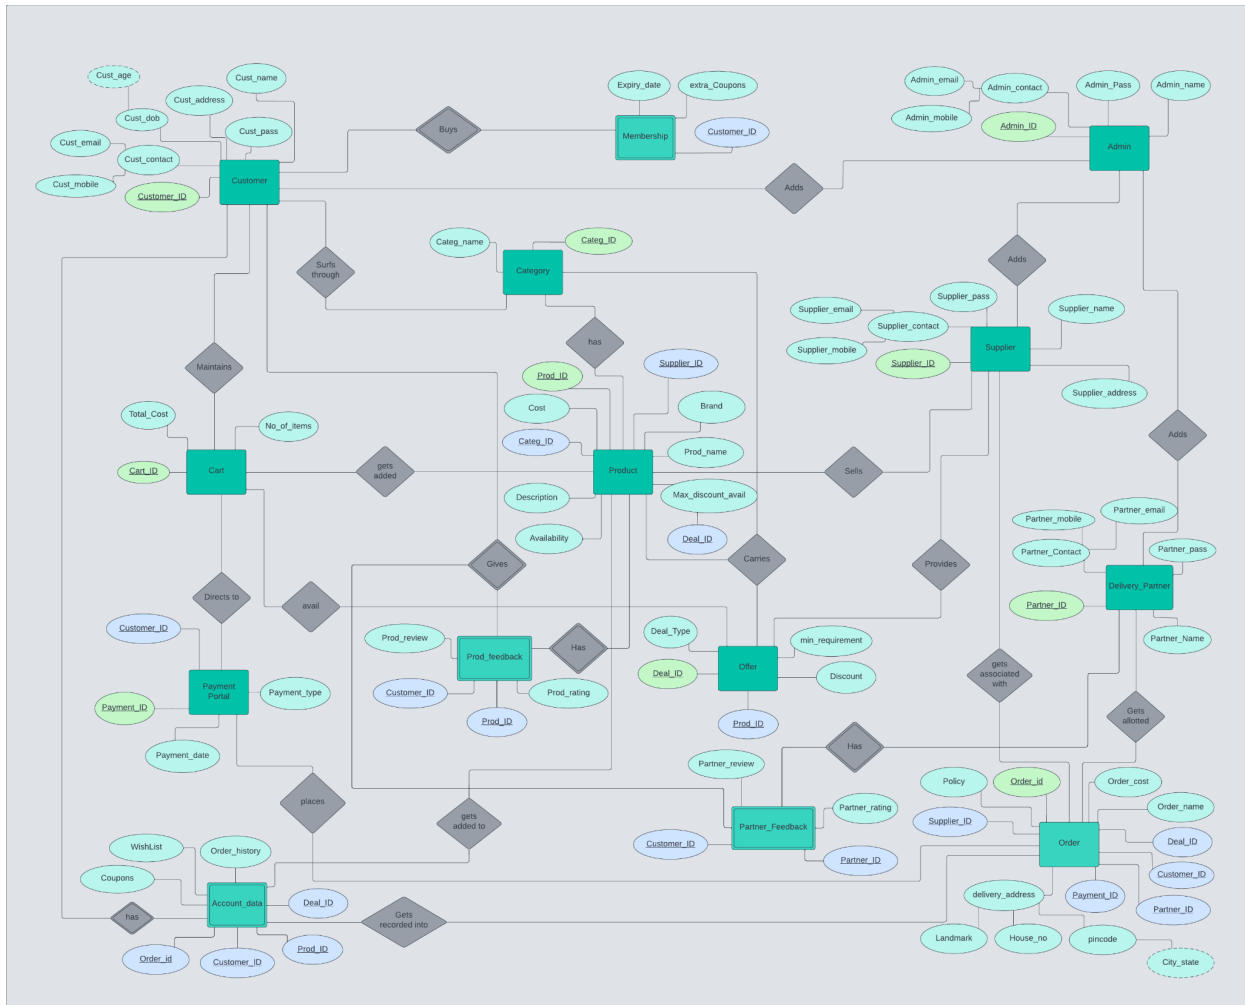 Cust_age
Cust_name
Cust_address
Cust_dob
Cust_pass
Cust_email
Cust_contact
Cust_mobile
Customer_ID
Customer
Buys
Expiry_date
extra_Coupons
Membership
Customer_ID
Admin_email
Admin_contact
Admin_Pass
Admin_name
Admin_mobile
Admin_ID
Admin
Adds
Surfs
through
Categ_name
Categ_ID
Category
Adds
Supplier_pass
Supplier_email
Supplier_name
Supplier_contact
Supplier_mobile
Supplier_ID
Supplier
Supplier_address
has
Maintains
Supplier_ID
Prod_ID
Cost
Brand
Categ_ID
Prod_name
Product
Description
Max_discount_avail
Availability
Deal_ID
Total_Cost
No_of_items
Cart_ID
Cart
gets
added
Sells
Adds
Partner_email
Partner_mobile
Partner_Contact
Partner_pass
Delivery_Partner
Partner_ID
Partner_Name
Gives
Carries
Provides
Directs to
avail
Customer_ID
Payment
Portal
Payment_type
Payment_ID
Payment_date
Prod_review
Prod_feedback
Customer_ID
Prod_rating
Prod_ID
Has
Deal_Type
min_requirement
Deal_ID
Offer
Discount
Prod_ID
gets
associated
with
Gets
allotted
Has
Partner_review
Partner_rating
Partner_Feedback
Customer_ID
Partner_ID
places
gets
added to
Policy
Order_id
Order_cost
Order_name
Supplier_ID
Order
Deal_ID
Customer_ID
Payment_ID
Partner_ID
delivery_address
Landmark
House_no
pincode
City_state
WishList
Order_history
Coupons
Account_data
Deal_ID
has
Order_id
Customer_ID
Prod_ID
Gets
recorded into